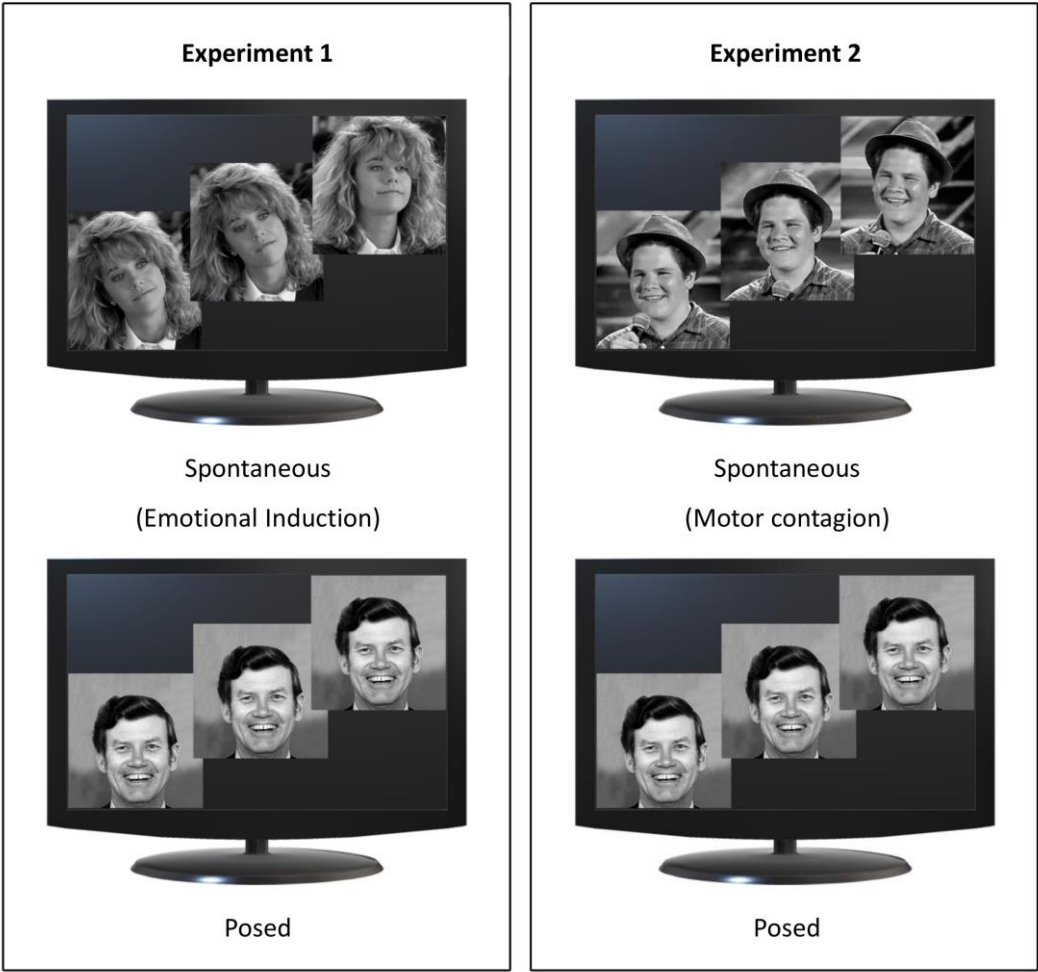 Experiment 1
Spontaneous
(Emotional Induction)
Posed
Experiment 2
Spontaneous
(Motor contagion)
Posed